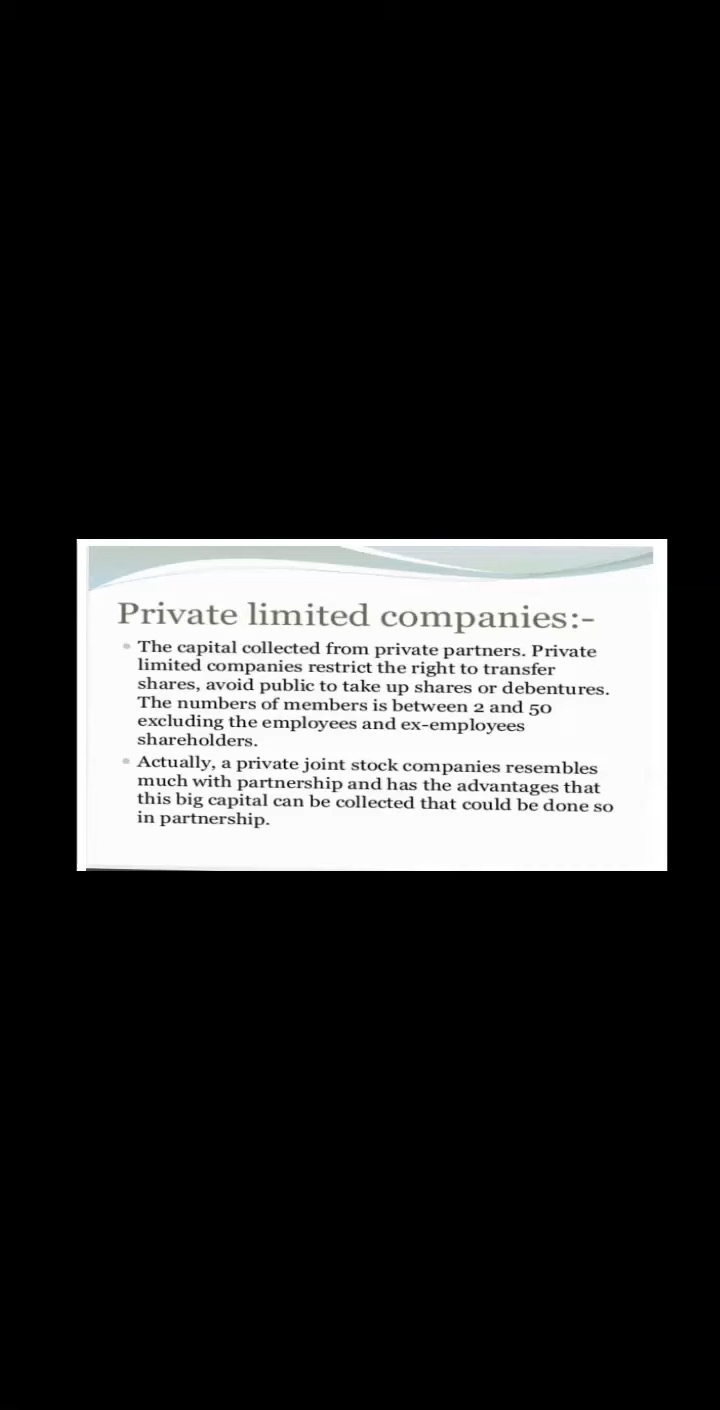 Private limited companies:-
The capital collected from private partners. Private
limited companies restrict the right to transfer
shares, avoid public to take up shares or debentures.
The numbers of members is between 2 and 50
excluding the employees and ex-employees
shareholders.
Actually, a private joint stock companies resembles
much with partnership and has the advantages that
this big capital can be collected that could be done so
in partnership.